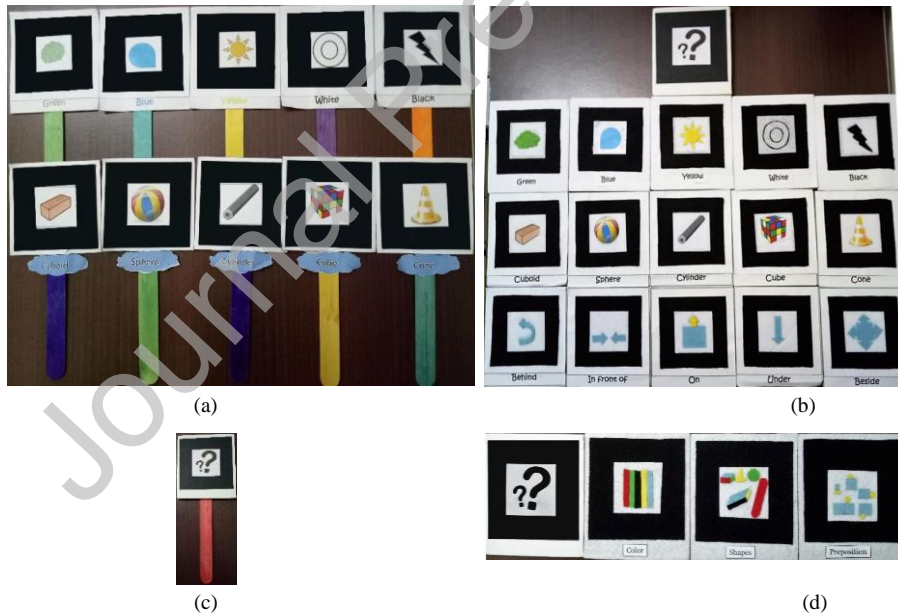 Green Blue Yellow White Black
Cuboid Sphere Cylinder Cube Cone
??
Green Blue Yellow White Black
Cuboid Sphere Cylinder Cube Cone
Behind In front of On Under Beside
(a) (b)
??
?? Color Shapes Preposition
(c) (d)
Journal Pre